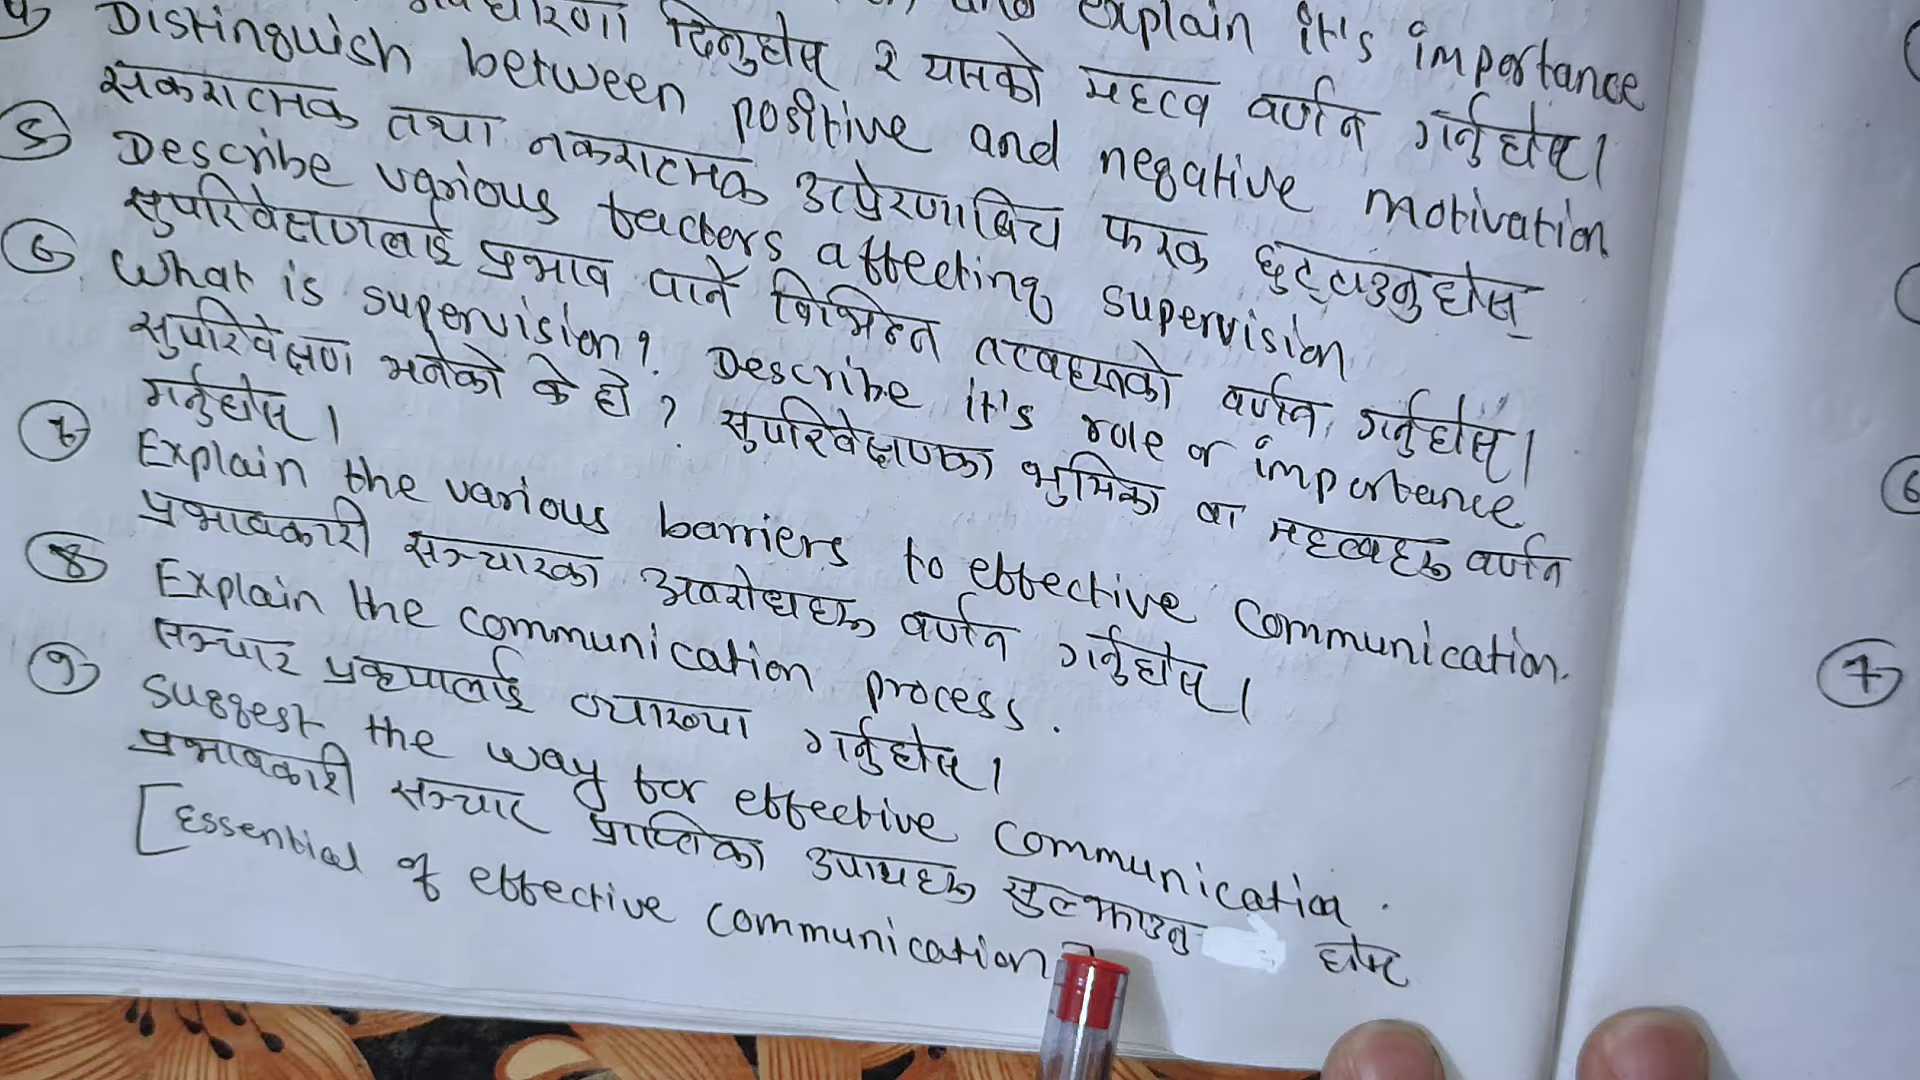 explain it's importance
दिनुहोस् र यसको महत्व वर्णन गर्नुहोस्।
Distinguish between positive and negative motivation
सकरात्मक तथा नकरात्मक उत्प्रेरणाबिच फरक छुट्टाउनुहोस्
5 Describe various factors affecting supervision
सुपरिवेक्षणलाई प्रभाव पार्ने विभिन्न तत्वहरुको वर्णन गर्नुहोस्।
6 What is supervision? Describe it's role or importance
सुपरिवेक्षण भनेको के हो? सुपरिवेक्षणका भुमिका वा महत्वहरु वर्णन
गर्नुहोस्।
7 Explain the various barriers to effective communication.
प्रभावकारी सञ्चारका अवरोधहरु वर्णन गर्नुहोस्।
8 Explain the communication process.
सञ्चार प्रक्रयालाई व्याख्या गर्नुहोस्।
9 Suggest the way for effective communication.
प्रभावकारी सञ्चार प्राप्तिका उपायहरु सुल्झाउनु होस
[Essential of effective communication]
6
7